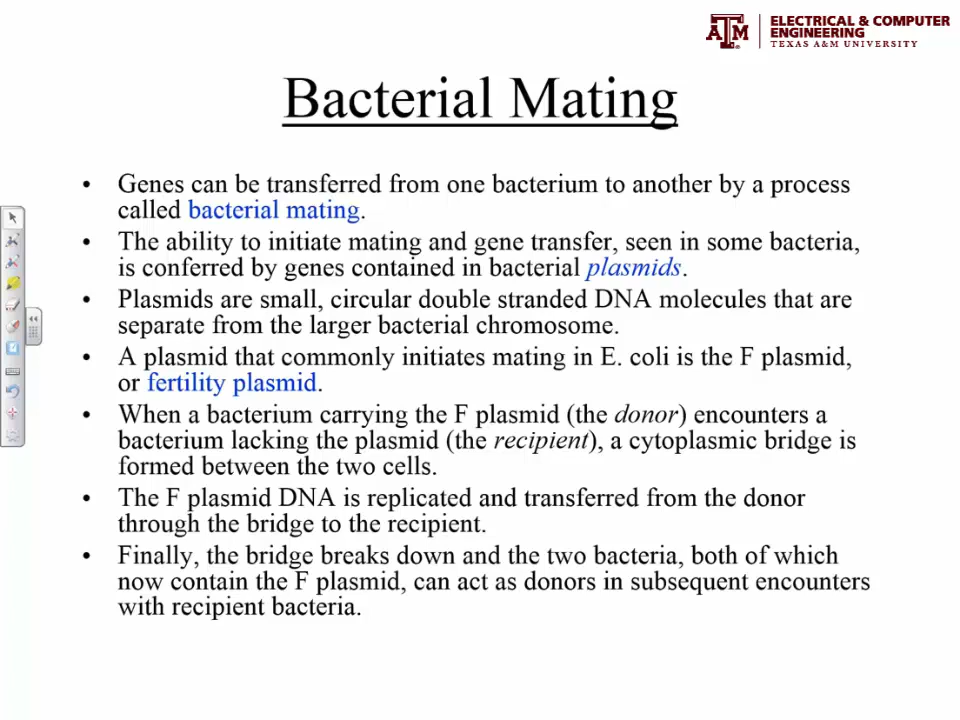 ELECTRICAL & COMPUTER
ENGINEERING
TEXAS A&M UNIVERSITY
Bacterial Mating
• Genes can be transferred from one bacterium to another by a process
called bacterial mating.
• The ability to initiate mating and gene transfer, seen in some bacteria,
is conferred by genes contained in bacterial plasmids.
• Plasmids are small, circular double stranded DNA molecules that are
separate from the larger bacterial chromosome.
• A plasmid that commonly initiates mating in E. coli is the F plasmid,
or fertility plasmid.
• When a bacterium carrying the F plasmid (the donor) encounters a
bacterium lacking the plasmid (the recipient), a cytoplasmic bridge is
formed between the two cells.
• The F plasmid DNA is replicated and transferred from the donor
through the bridge to the recipient.
• Finally, the bridge breaks down and the two bacteria, both of which
now contain the F plasmid, can act as donors in subsequent encounters
with recipient bacteria.